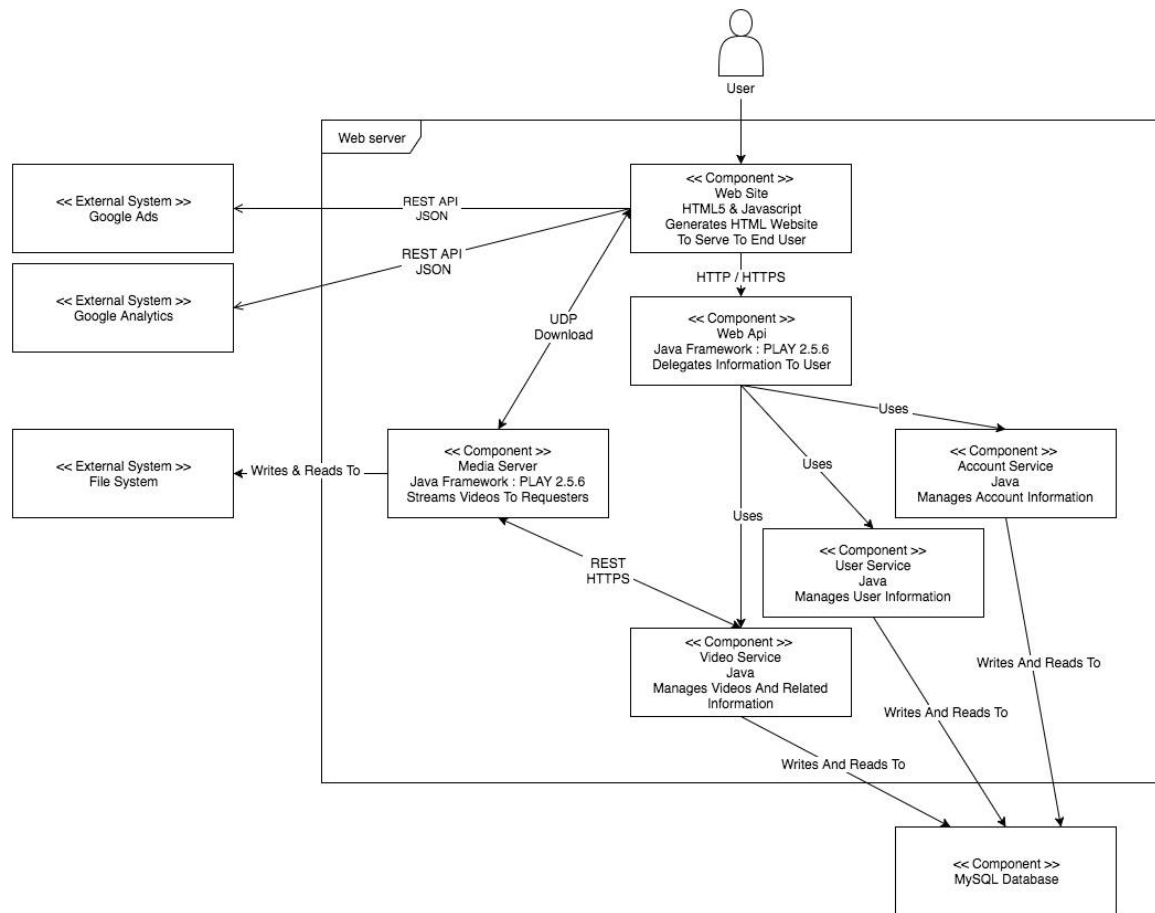 User
Web server
<< Component >>
Web Site
HTML5 & Javascript
Generates HTML Website
To Serve To End User
<< External System >>
Google Ads
REST API
JSON
REST API
JSON
<< External System >>
Google Analytics
HTTP / HTTPS
<< Component >>
Web Api
Java Framework : PLAY 2.5.6
Delegates Information To User
UDP
Download
Uses
<< External System >>
File System
Writes & Reads To
<< Component >>
Media Server
Java Framework : PLAY 2.5.6
Streams Videos To Requesters
<< Component >>
Account Service
Java
Manages Account Information
Uses
Uses
<< Component >>
User Service
Java
Manages User Information
REST
HTTPS
<< Component >>
Video Service
Java
Manages Videos And Related
Information
Writes And Reads To
Writes And Reads To
Writes And Reads To
<< Component >>
MySQL Database